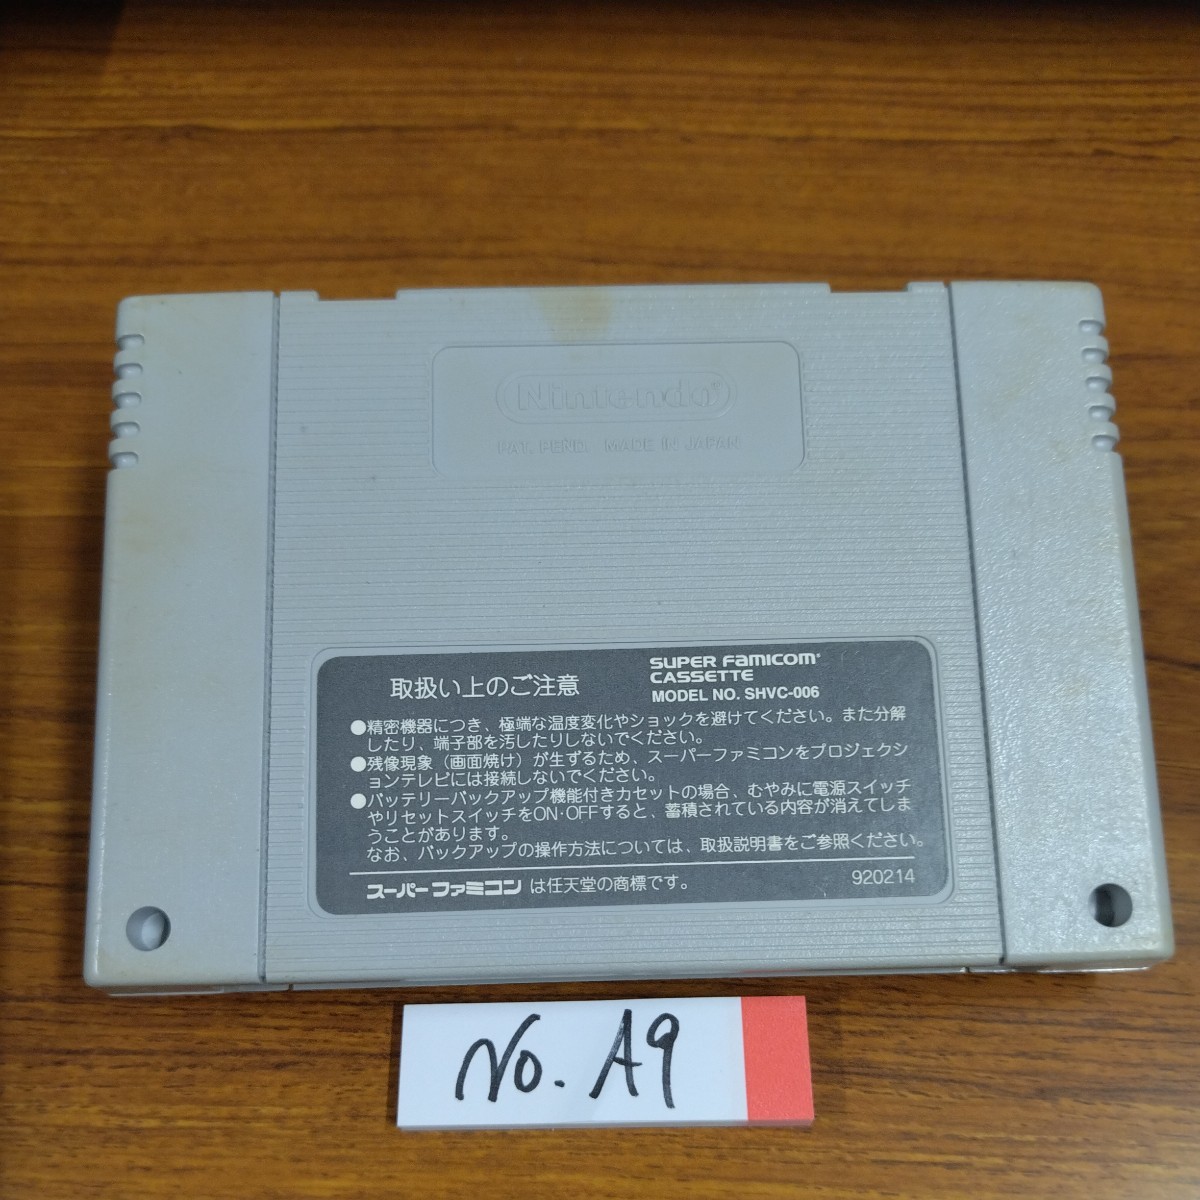 Nintendo®
PAT. PEND. MADE IN JAPAN
取扱い上のご注意
SUPER FAMICOM®
CASSETTE
MODEL NO. SHVC-006
●精密機器につき、極端な温度変化やショックを避けてください。また分解
したり、端子部を汚したりしないでください。
●残像現象（画面焼け）が生ずるため、スーパーファミコンをプロジェクシ
ョンテレビには接続しないでください。
●バッテリーバックアップ機能付きカセットの場合、むやみに電源スイッチ
やリセットスイッチをON・OFFすると、蓄積されている内容が消えてしま
うことがあります。
なお、バックアップの操作方法については、取扱説明書をご参照ください。
スーパーファミコン は任天堂の商標です。
920214
No. A9